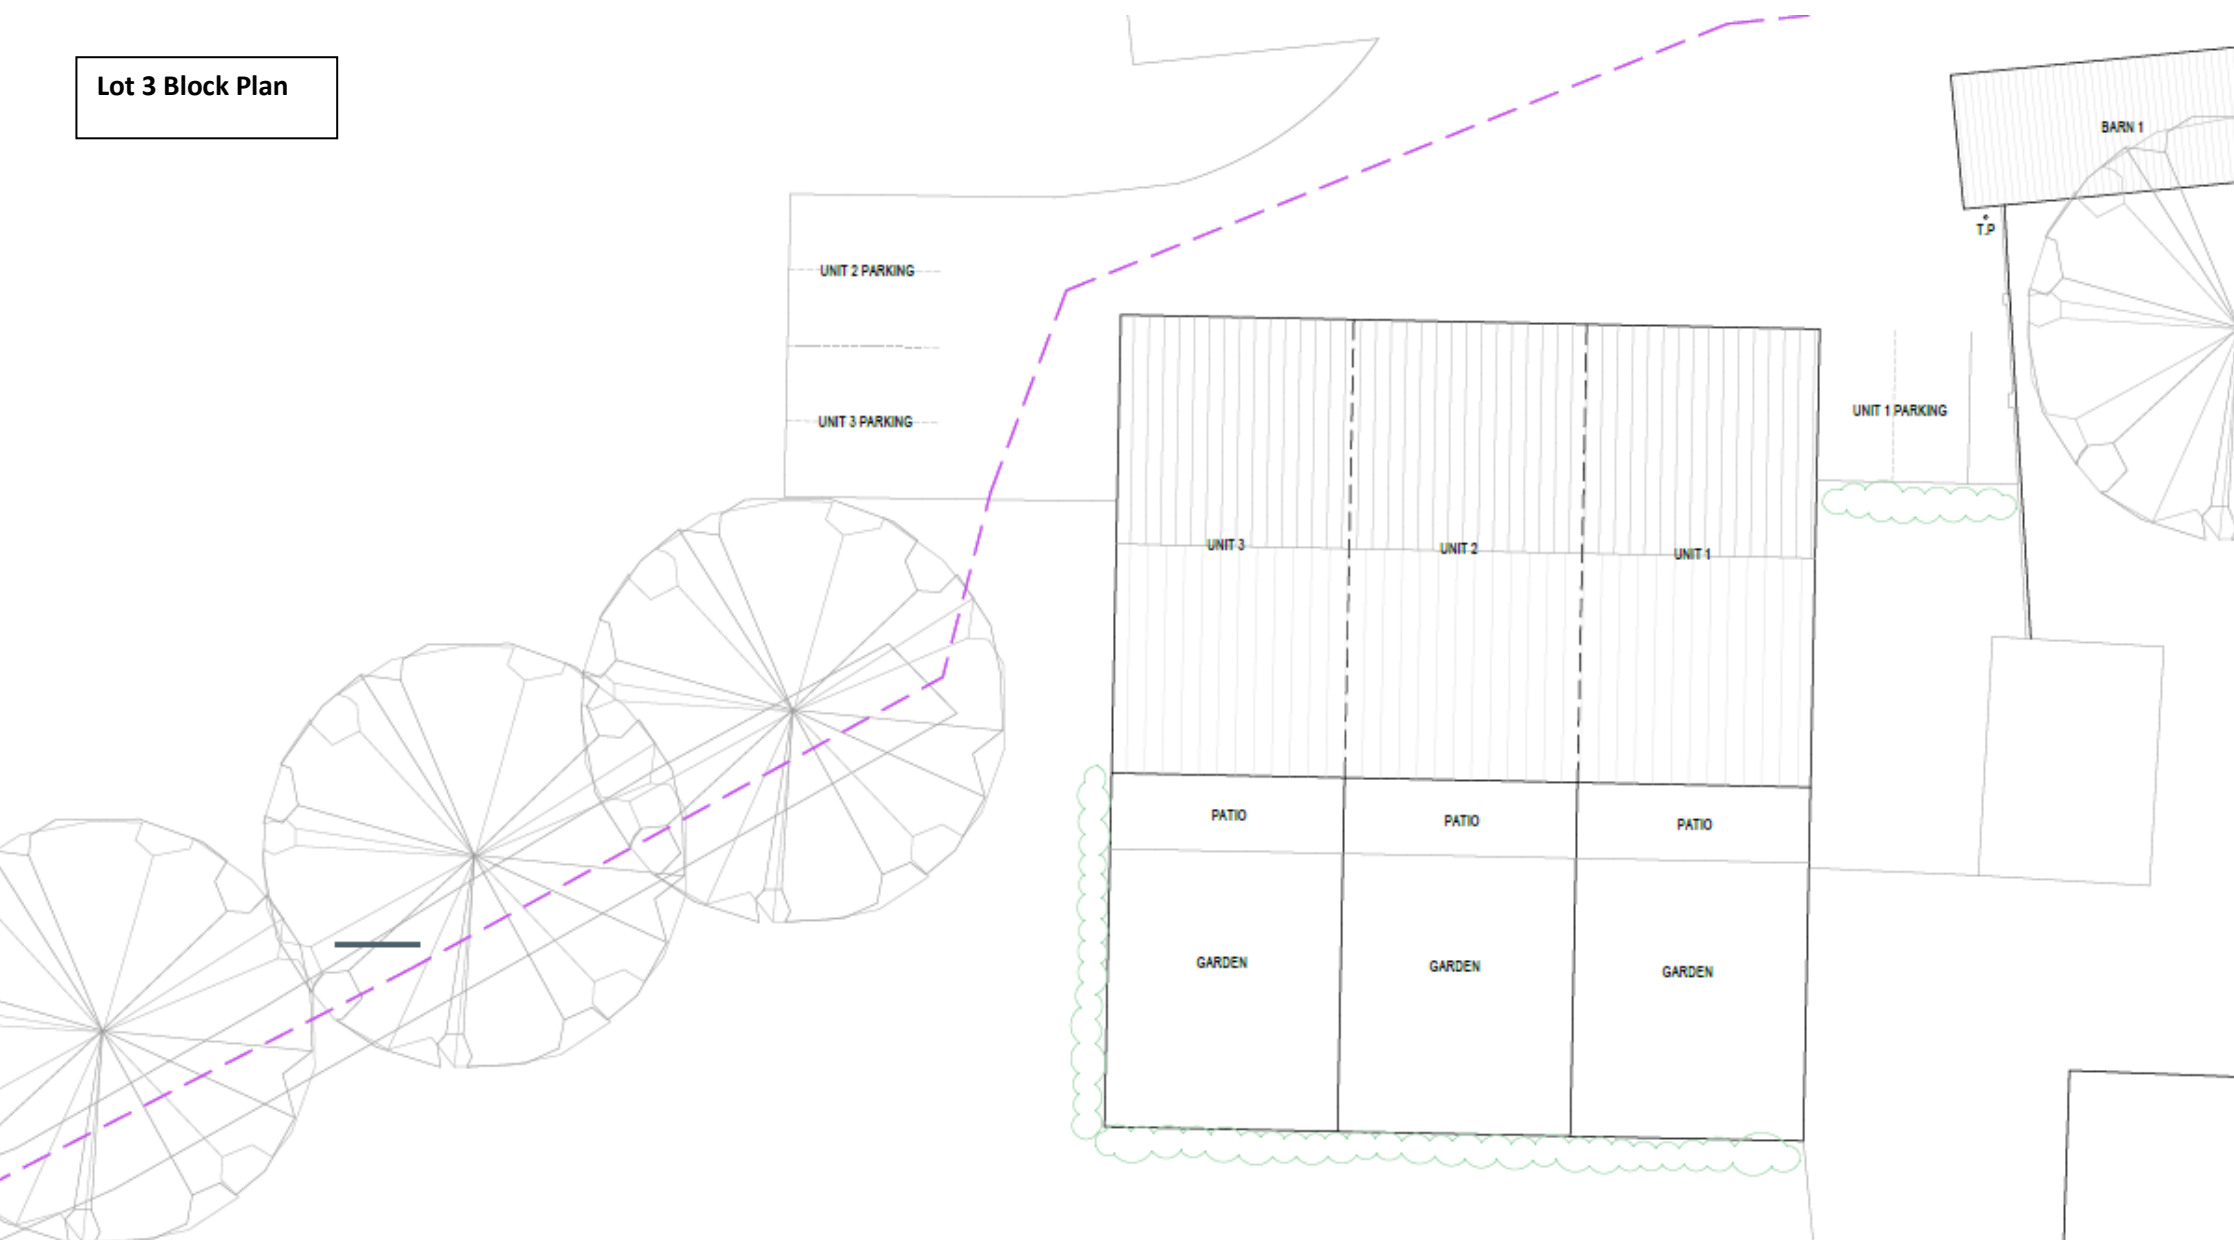 Lot 3 Block Plan
BARN 1
T.P
UNIT 2 PARKING
UNIT 3 PARKING
UNIT 1 PARKING
UNIT 3
UNIT 2
UNIT 1
PATIO
PATIO
PATIO
GARDEN
GARDEN
GARDEN